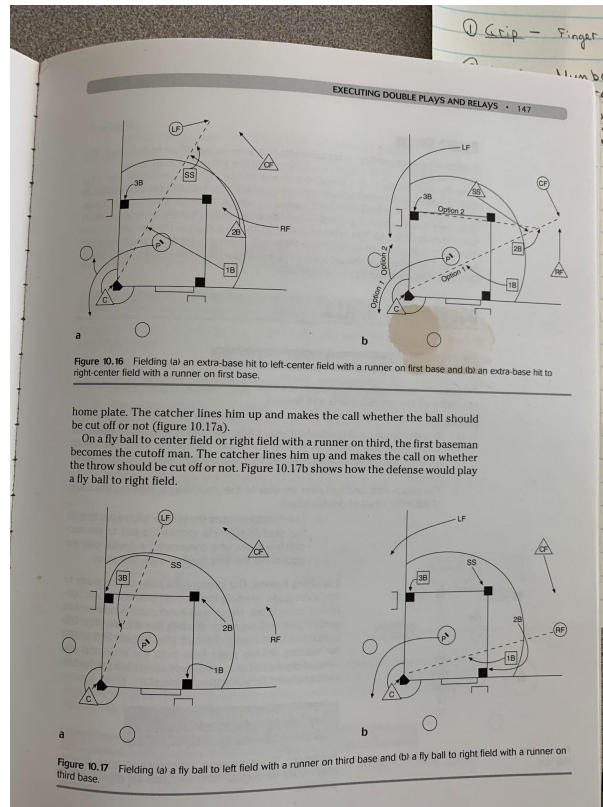 ① Grip - Finger
EXECUTING DOUBLE PLAYS AND RELAYS • 147
LF
CF
SS
3B
2B
RF
P
1B
C
a
LF
CF
SS
3B
Option 2
2B
P
RF
Option 1
1B
Option 2
Option 1
C
b
Figure 10.16 Fielding (a) an extra-base hit to left-center field with a runner on first base and (b) an extra-base hit to
right-center field with a runner on first base.
home plate. The catcher lines him up and makes the call whether the ball should
be cut off or not (figure 10.17a).
On a fly ball to center field or right field with a runner on third, the first baseman
becomes the cutoff man. The catcher lines him up and makes the call on whether
the throw should be cut off or not. Figure 10.17b shows how the defense would play
a fly ball to right field.
LF
CF
SS
3B
2B
RF
P
1B
C
a
LF
CF
SS
3B
2B
RF
P
1B
C
b
Figure 10.17 Fielding (a) a fly ball to left field with a runner on third base and (b) a fly ball to right field with a runner on
third base.